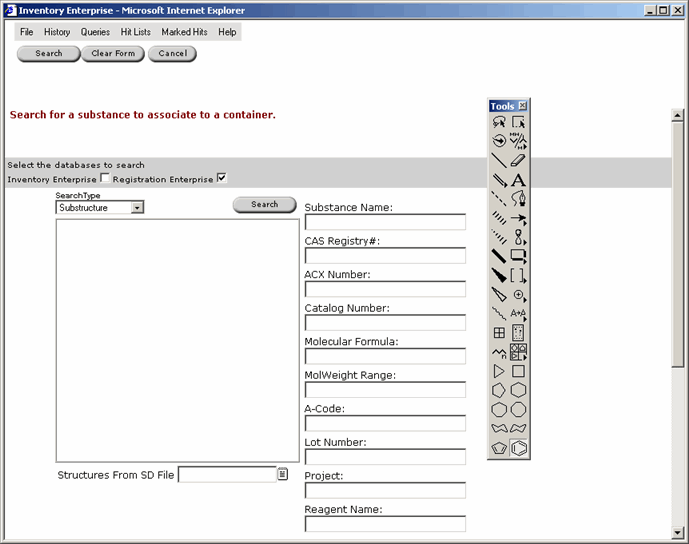 Inventory Enterprise - Microsoft Internet Explorer
File History Queries Hit Lists Marked Hits Help
Search Clear Form Cancel
Search for a substance to associate to a container.
Tools
Select the databases to search
Inventory Enterprise Registration Enterprise
SearchType
Substructure
Search
Substance Name:
CAS Registry#:
ACX Number:
Catalog Number:
Molecular Formula:
MolWeight Range:
A-Code:
Lot Number:
Structures From SD File
Project:
Reagent Name:
A